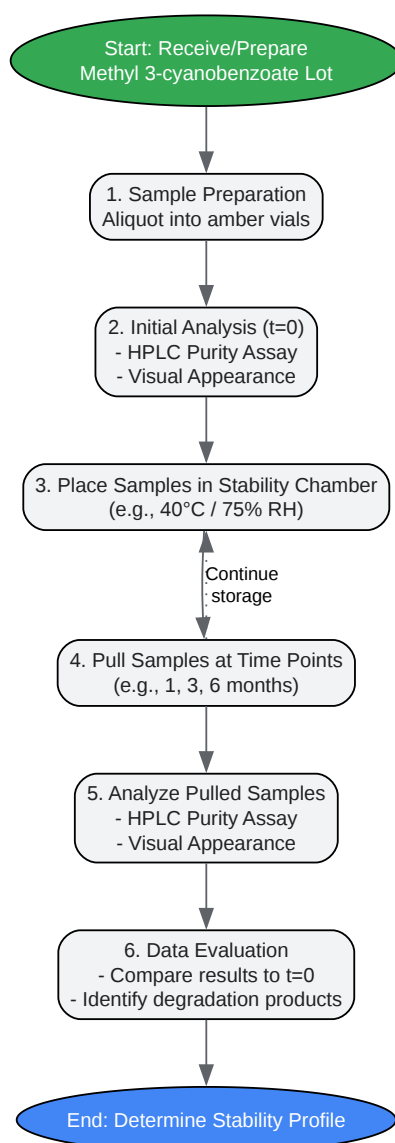 Start: Receive/Prepare
Methyl 3-cyanobenzoate Lot
1. Sample Preparation
Aliquot into amber vials
2. Initial Analysis (t=0)
- HPLC Purity Assay
- Visual Appearance
3. Place Samples in Stability Chamber
(e.g., 40°C / 75% RH)
Continue
storage
4. Pull Samples at Time Points
(e.g., 1, 3, 6 months)
5. Analyze Pulled Samples
- HPLC Purity Assay
- Visual Appearance
6. Data Evaluation
- Compare results to t=0
- Identify degradation products
End: Determine Stability Profile